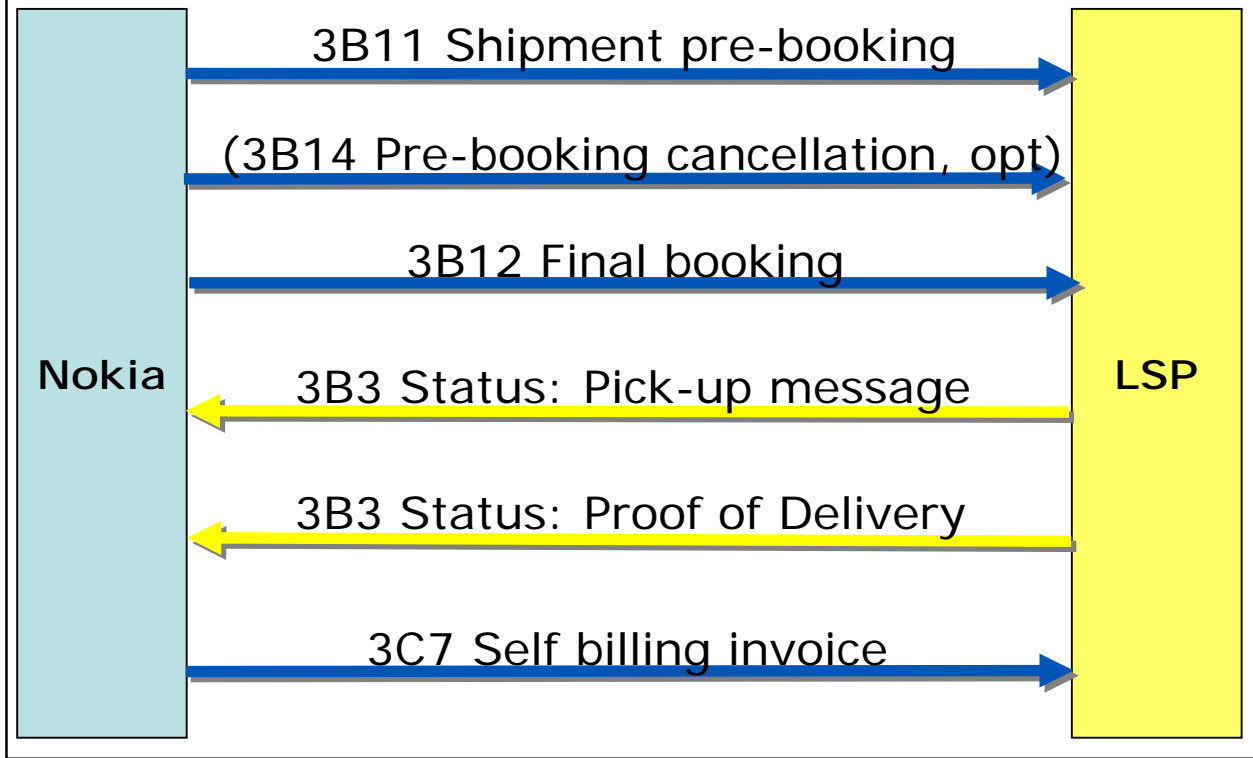 3B11 Shipment pre-booking
(3B14 Pre-booking cancellation, opt)
3B12 Final booking
Nokia
3B3 Status: Pick-up message
LSP
3B3 Status: Proof of Delivery
3C7 Self billing invoice